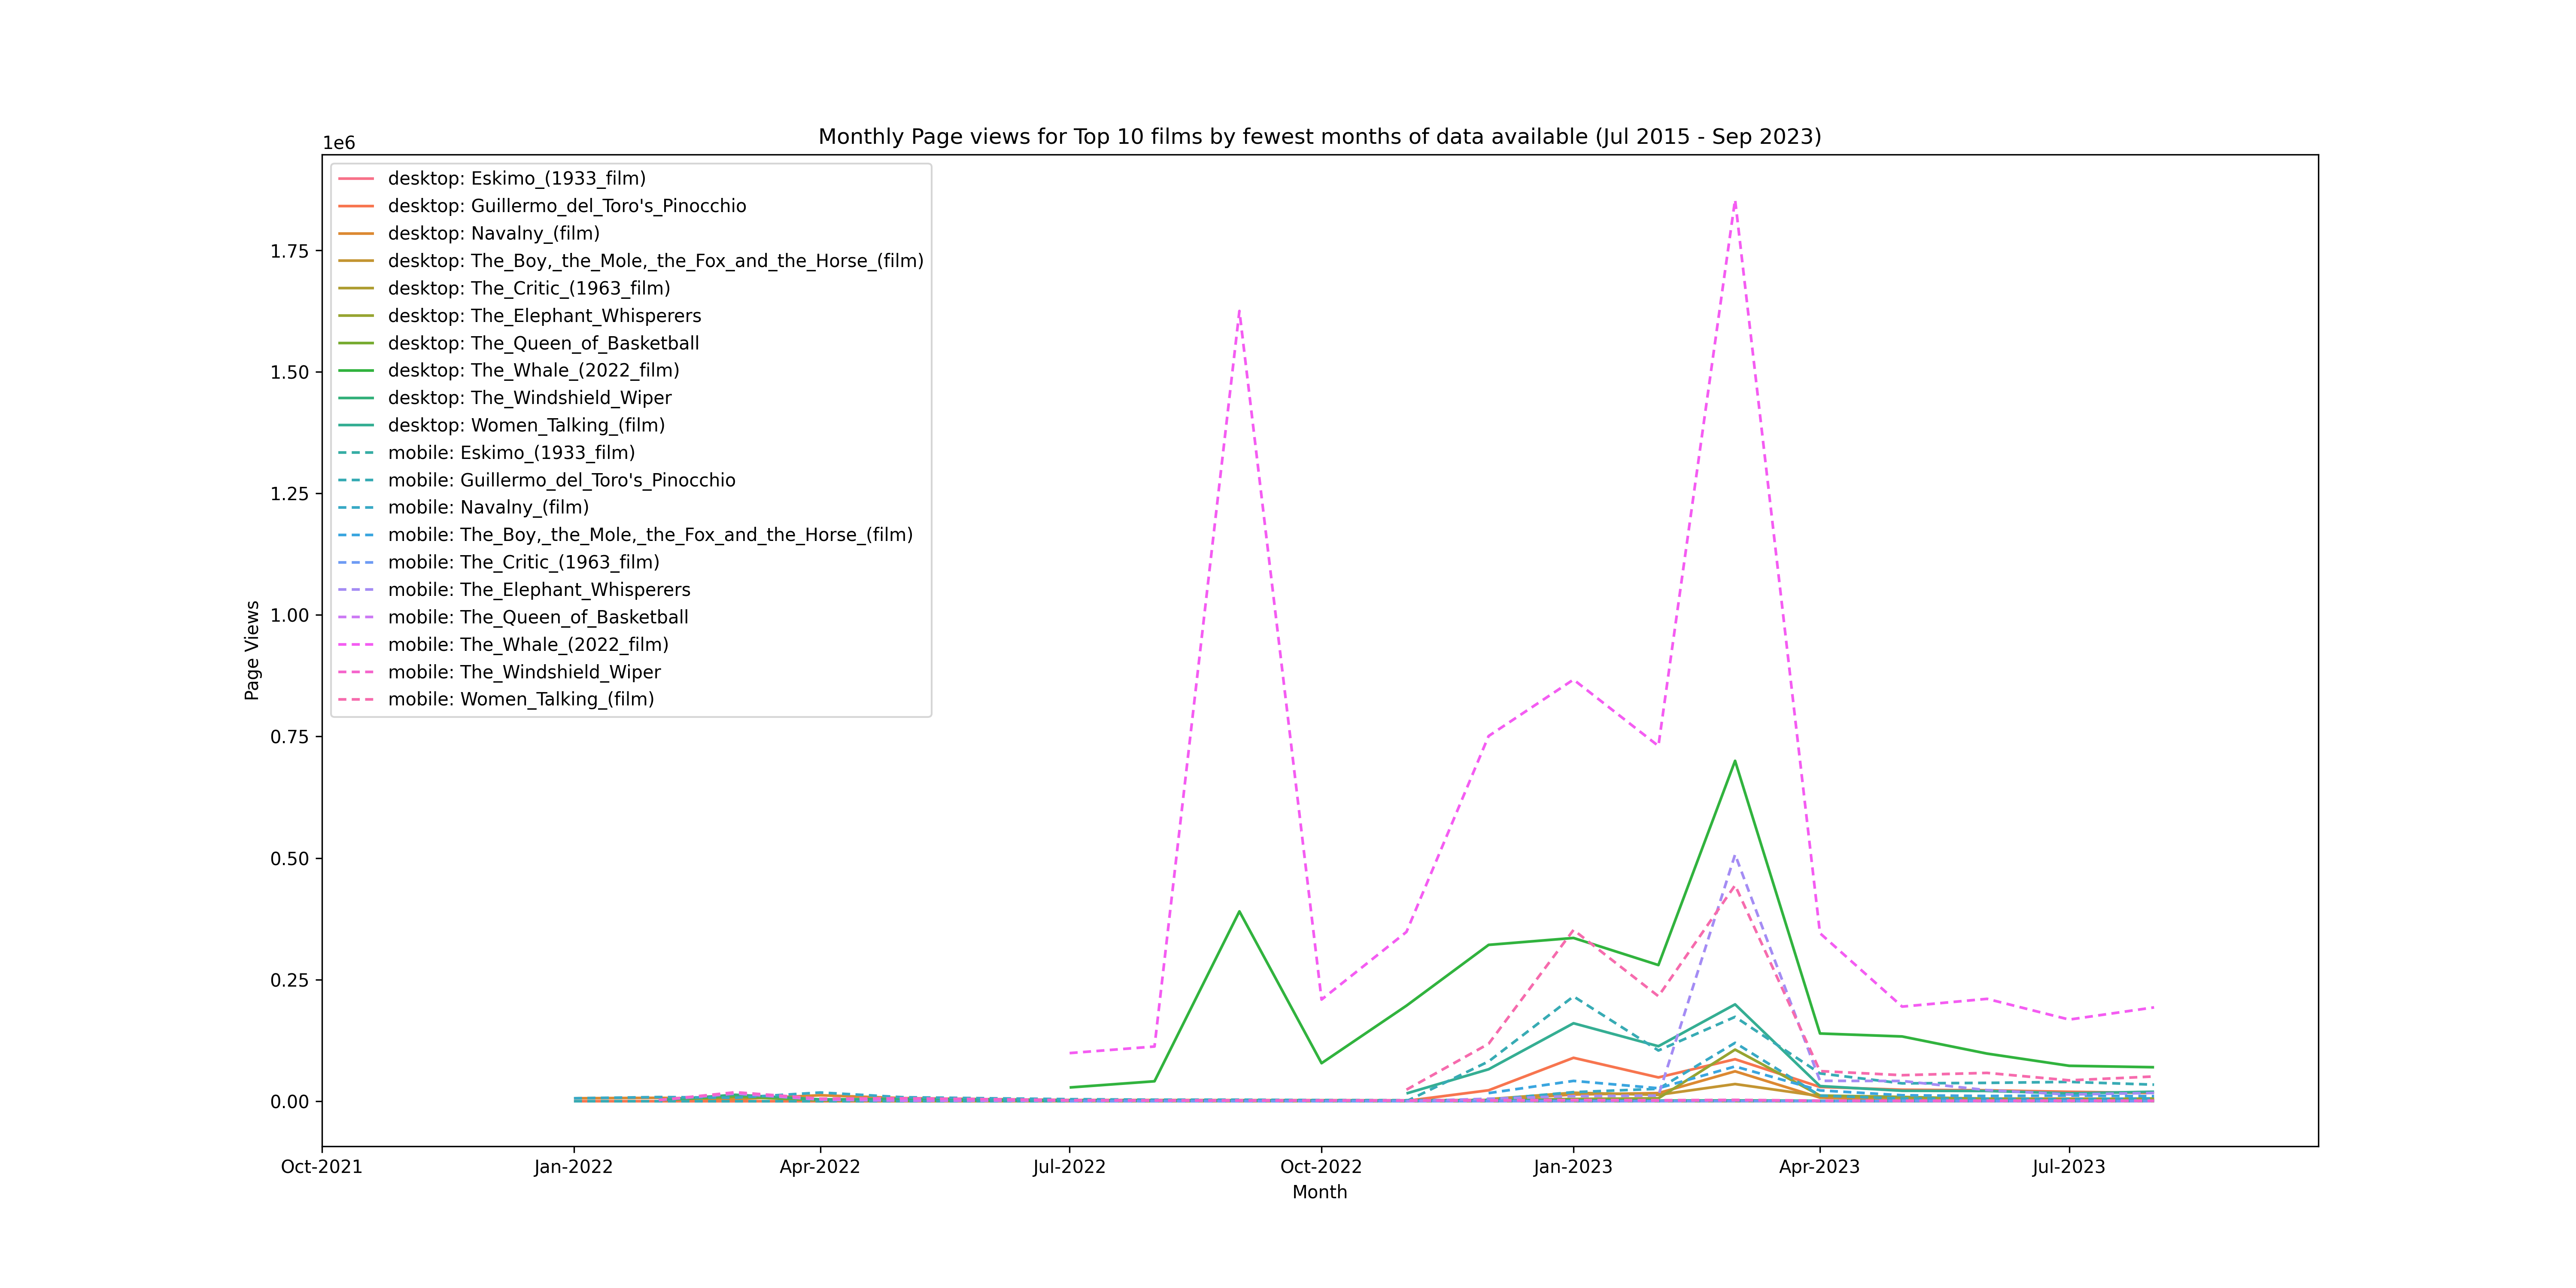 Monthly Page views for Top 10 films by fewest months of data available (Jul 2015 - Sep 2023)
1e6
desktop: Eskimo_(1933_film)
desktop: Guillermo_del_Toro's_Pinocchio
desktop: Navalny_(film)
desktop: The_Boy,_the_Mole,_the_Fox_and_the_Horse_(film)
desktop: The_Critic_(1963_film)
desktop: The_Elephant_Whisperers
desktop: The_Queen_of_Basketball
desktop: The_Whale_(2022_film)
desktop: The_Windshield_Wiper
desktop: Women_Talking_(film)
mobile: Eskimo_(1933_film)
mobile: Guillermo_del_Toro's_Pinocchio
mobile: Navalny_(film)
mobile: The_Boy,_the_Mole,_the_Fox_and_the_Horse_(film)
mobile: The_Critic_(1963_film)
mobile: The_Elephant_Whisperers
mobile: The_Queen_of_Basketball
mobile: The_Whale_(2022_film)
mobile: The_Windshield_Wiper
mobile: Women_Talking_(film)
1.75
1.50
1.25
1.00
0.75
0.50
0.25
0.00
Page Views
Oct-2021 Jan-2022 Apr-2022 Jul-2022 Oct-2022 Jan-2023 Apr-2023 Jul-2023
Month